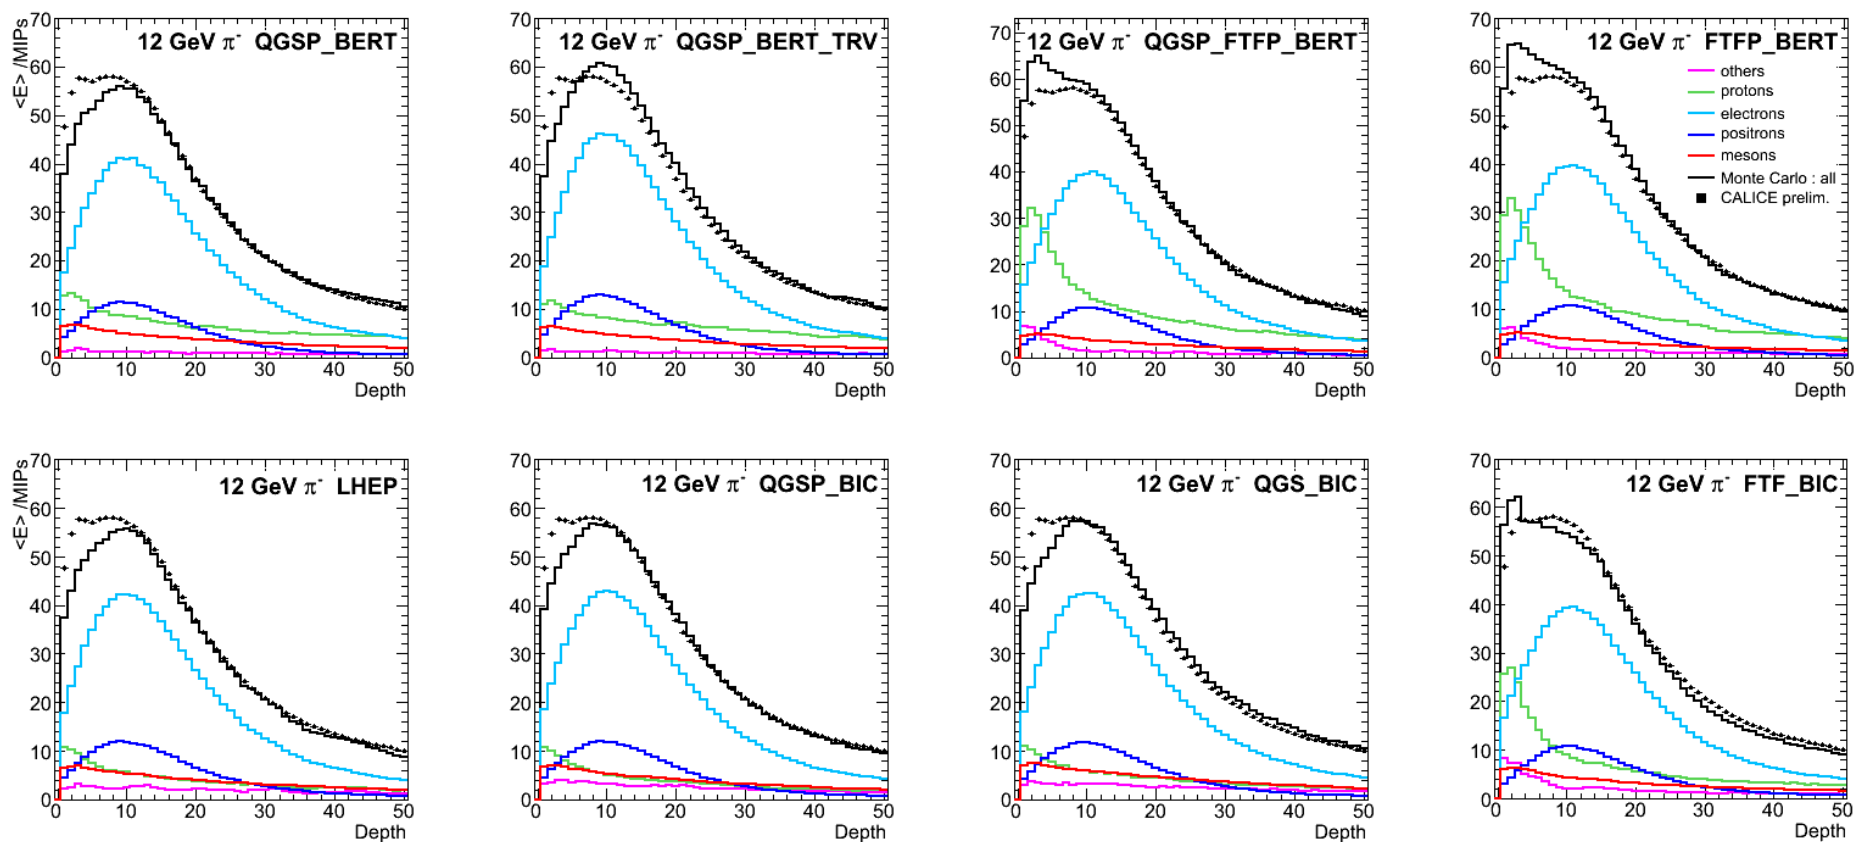 12 GeV π⁻ QGSP_BERT
<E> /MIPs
70
60
50
40
30
20
10
0
0 10 20 30 40 50
Depth
12 GeV π⁻ QGSP_BERT_TRV
70
60
50
40
30
20
10
0
0 10 20 30 40 50
Depth
12 GeV π⁻ QGSP_FTFP_BERT
70
60
50
40
30
20
10
0
0 10 20 30 40 50
Depth
12 GeV π⁻ FTFP_BERT
others
protons
electrons
positrons
mesons
Monte Carlo : all
CALICE prelim.
70
60
50
40
30
20
10
0
0 10 20 30 40 50
Depth
12 GeV π⁻ LHEP
<E> /MIPs
70
60
50
40
30
20
10
0
0 10 20 30 40 50
Depth
12 GeV π⁻ QGSP_BIC
70
60
50
40
30
20
10
0
0 10 20 30 40 50
Depth
12 GeV π⁻ QGS_BIC
70
60
50
40
30
20
10
0
0 10 20 30 40 50
Depth
12 GeV π⁻ FTF_BIC
70
60
50
40
30
20
10
0
0 10 20 30 40 50
Depth